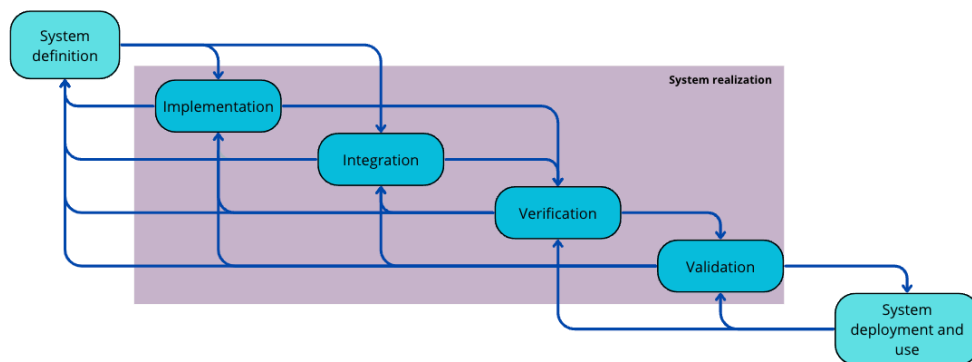 System
definition
System realization
Implementation
Integration
Verification
Validation
System
deployment and
use